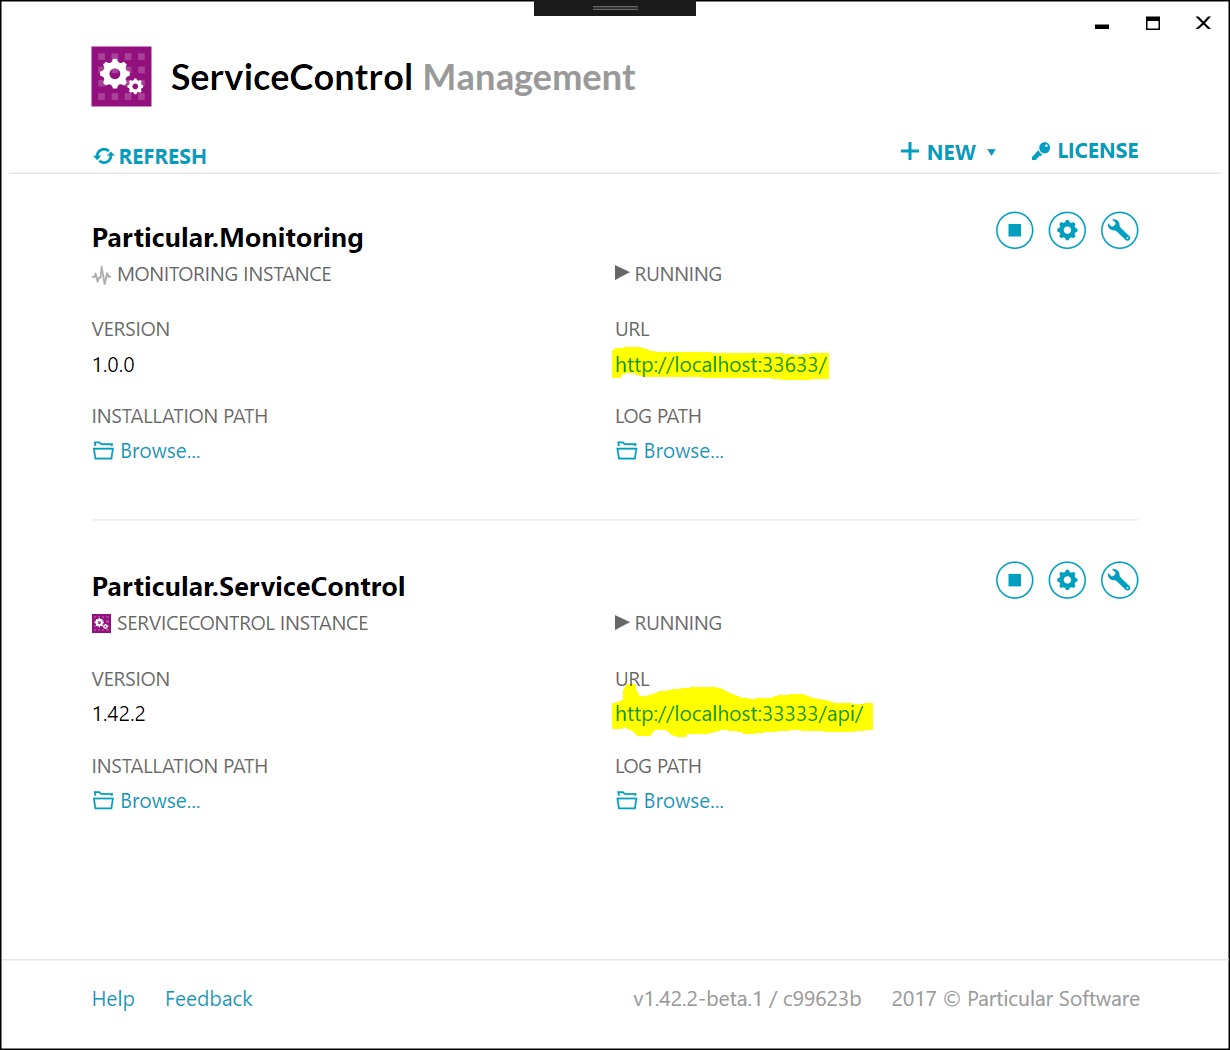 ServiceControl Management
REFRESH
NEW
LICENSE
Particular.Monitoring
MONITORING INSTANCE
RUNNING
VERSION
URL
1.0.0
http://localhost:33633/
INSTALLATION PATH
LOG PATH
Browse...
Browse...
Particular.ServiceControl
SERVICECONTROL INSTANCE
RUNNING
VERSION
URL
1.42.2
http://localhost:33333/api/
INSTALLATION PATH
LOG PATH
Browse...
Browse...
Help
Feedback
v1.42.2-beta.1 / c99623b
2017 © Particular Software